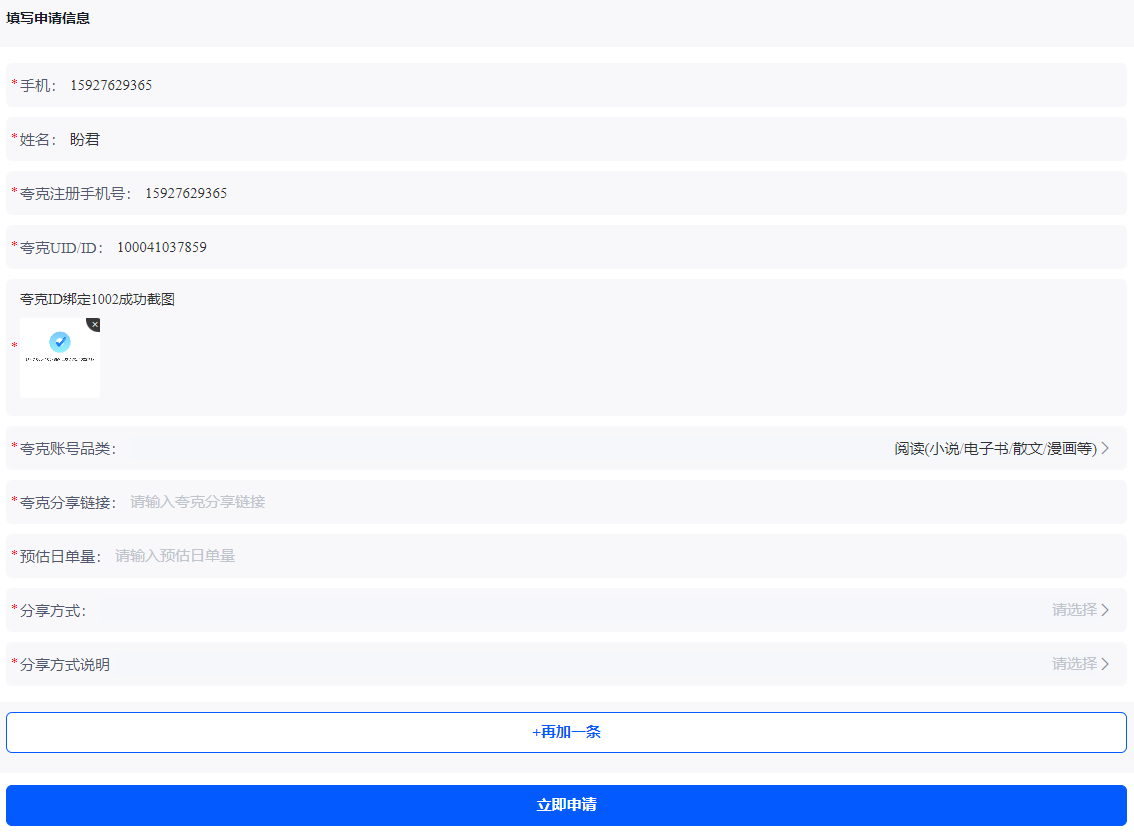 填写申请信息
*手机： 15927629365
*姓名： 盼君
*夸克注册手机号： 15927629365
*夸克UID/ID： 100041037859
夸克ID绑定1002成功截图
*
*夸克账号品类： 阅读(小说/电子书/散文/漫画等)
*夸克分享链接： 请输入夸克分享链接
*预估日单量： 请输入预估日单量
*分享方式： 请选择
*分享方式说明 请选择
+再加一条
立即申请